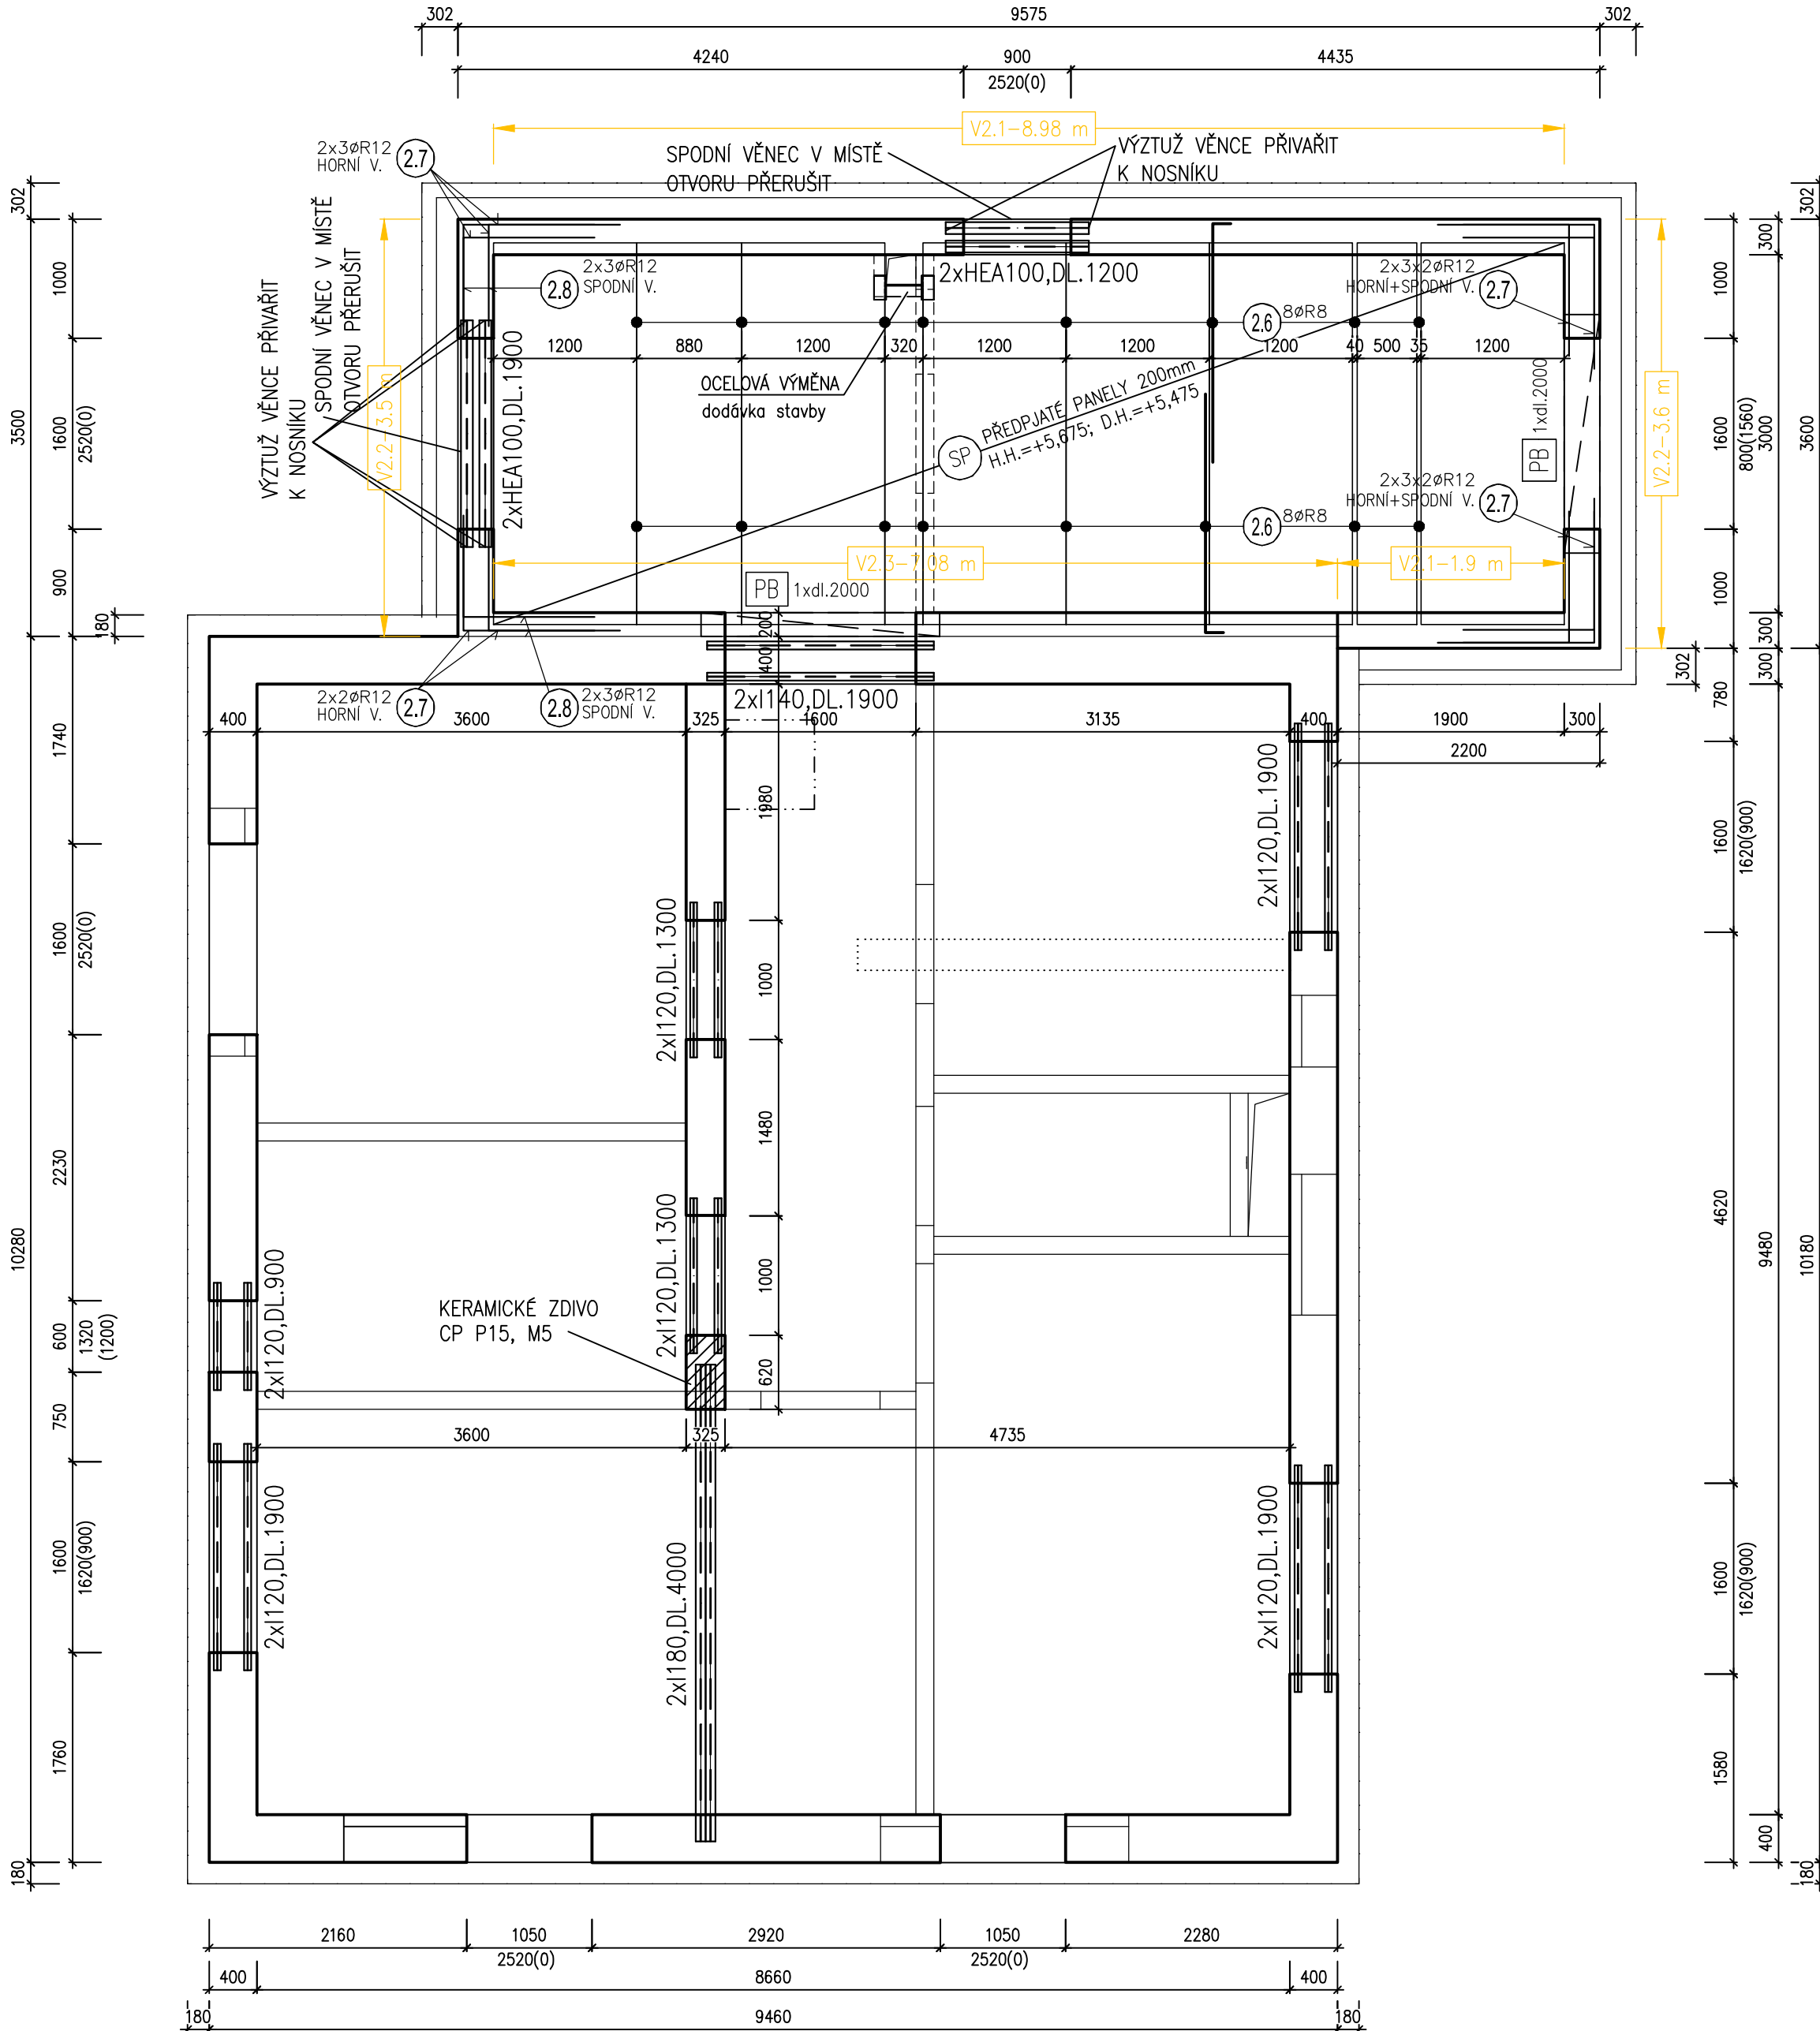 302
9575
302
4240
900
4435
2520(0)
V2.1-8.98 m
2x3øR12
HORNÍ V.
2.7
SPODNÍ VĚNEC V MÍSTĚ
OTVORU PŘERUŠIT
VÝZTUŽ VĚNCE PŘIVAŘIT
K NOSNÍKU
302
302
300
1000
1000
VÝZTUŽ VĚNCE PŘIVAŘIT
K NOSNÍKU
SPODNÍ VĚNEC V MÍSTĚ
OTVORU PŘERUŠIT
2.8
2x3øR12
SPODNÍ V.
2xHEA100,DL.1200
2x3x2øR12
HORNÍ+SPODNÍ V.
2.7
2.6
8øR8
1200
880
1200
320
1200
1200
1200
40
500
35
1200
2xHEA100,DL.1900
OCELOVÁ VÝMĚNA
dodávka stavby
SP
PŘEDPJATÉ PANELY 200mm
H.H.=+5,675; D.H.=+5,475
PB
1xdl.2000
V2.2-3.5 m
V2.2-3.6 m
3500
1600
2520(0)
1600
800(1560)
3000
3600
2x3x2øR12
HORNÍ+SPODNÍ V.
2.7
2.6
8øR8
V2.3-7.08 m
V2.1-1.9 m
PB
1xdl.2000
900
180
1000
300
300
302
200
400
2x2øR12
HORNÍ V.
2.7
2.8
2x3øR12
SPODNÍ V.
2xI140,DL.1900
400
3600
325
1600
3135
400
1900
300
2200
1740
780
1980
2xI120,DL.1900
1600
1620(900)
1600
2520(0)
2xI120,DL.1300
1000
2230
1480
4620
10280
9480
10180
2xI120,DL.1300
1000
2xI120,DL.900
600
1320
(1200)
KERAMICKÉ ZDIVO
CP P15, M5
620
750
3600
325
4735
1600
1620(900)
2xI120,DL.1900
2xI180,DL.4000
2xI120,DL.1900
1600
1620(900)
1760
1580
400
180
180
2160
1050
2920
1050
2280
2520(0)
2520(0)
400
8660
400
180
9460
180